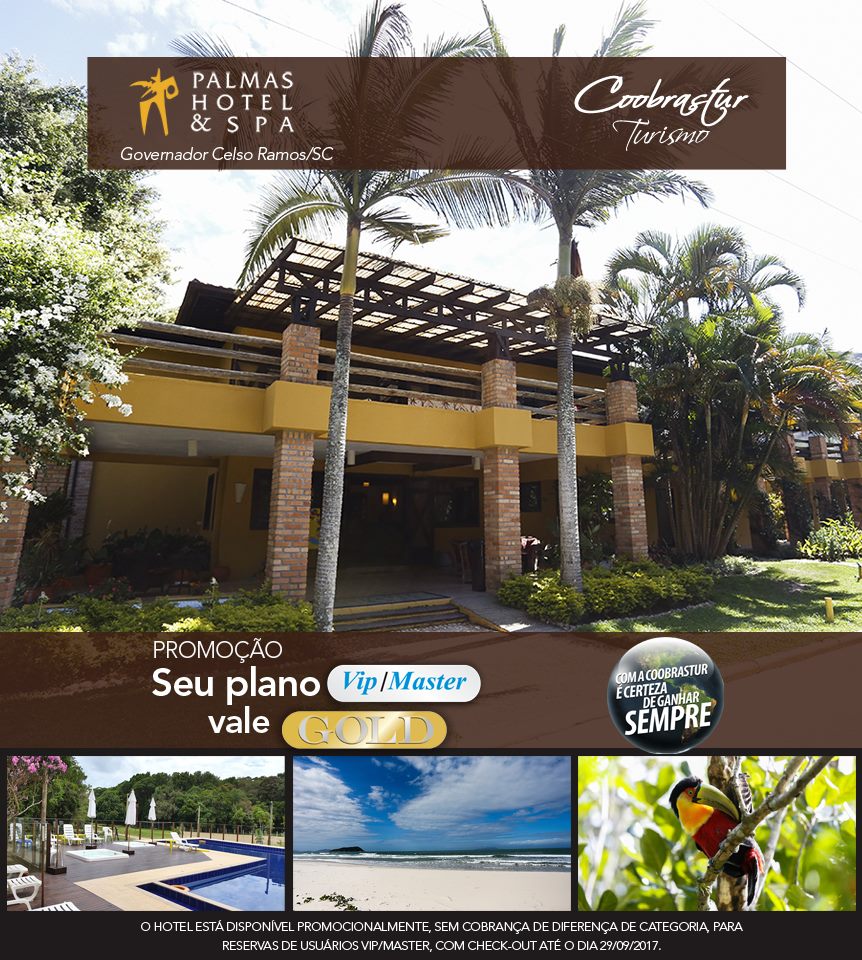 PALMAS
HOTEL
& SPA
Governador Celso Ramos/SC
Coobrastur
Turismo
PROMOÇÃO
Seu plano Vip/Master
vale GOLD
COM A COOBRASTUR
É CERTEZA
DE GANHAR
SEMPRE
O HOTEL ESTÁ DISPONÍVEL PROMOCIONALMENTE, SEM COBRANÇA DE DIFERENÇA DE CATEGORIA, PARA
RESERVAS DE USUÁRIOS VIP/MASTER, COM CHECK-OUT ATÉ O DIA 29/09/2017.